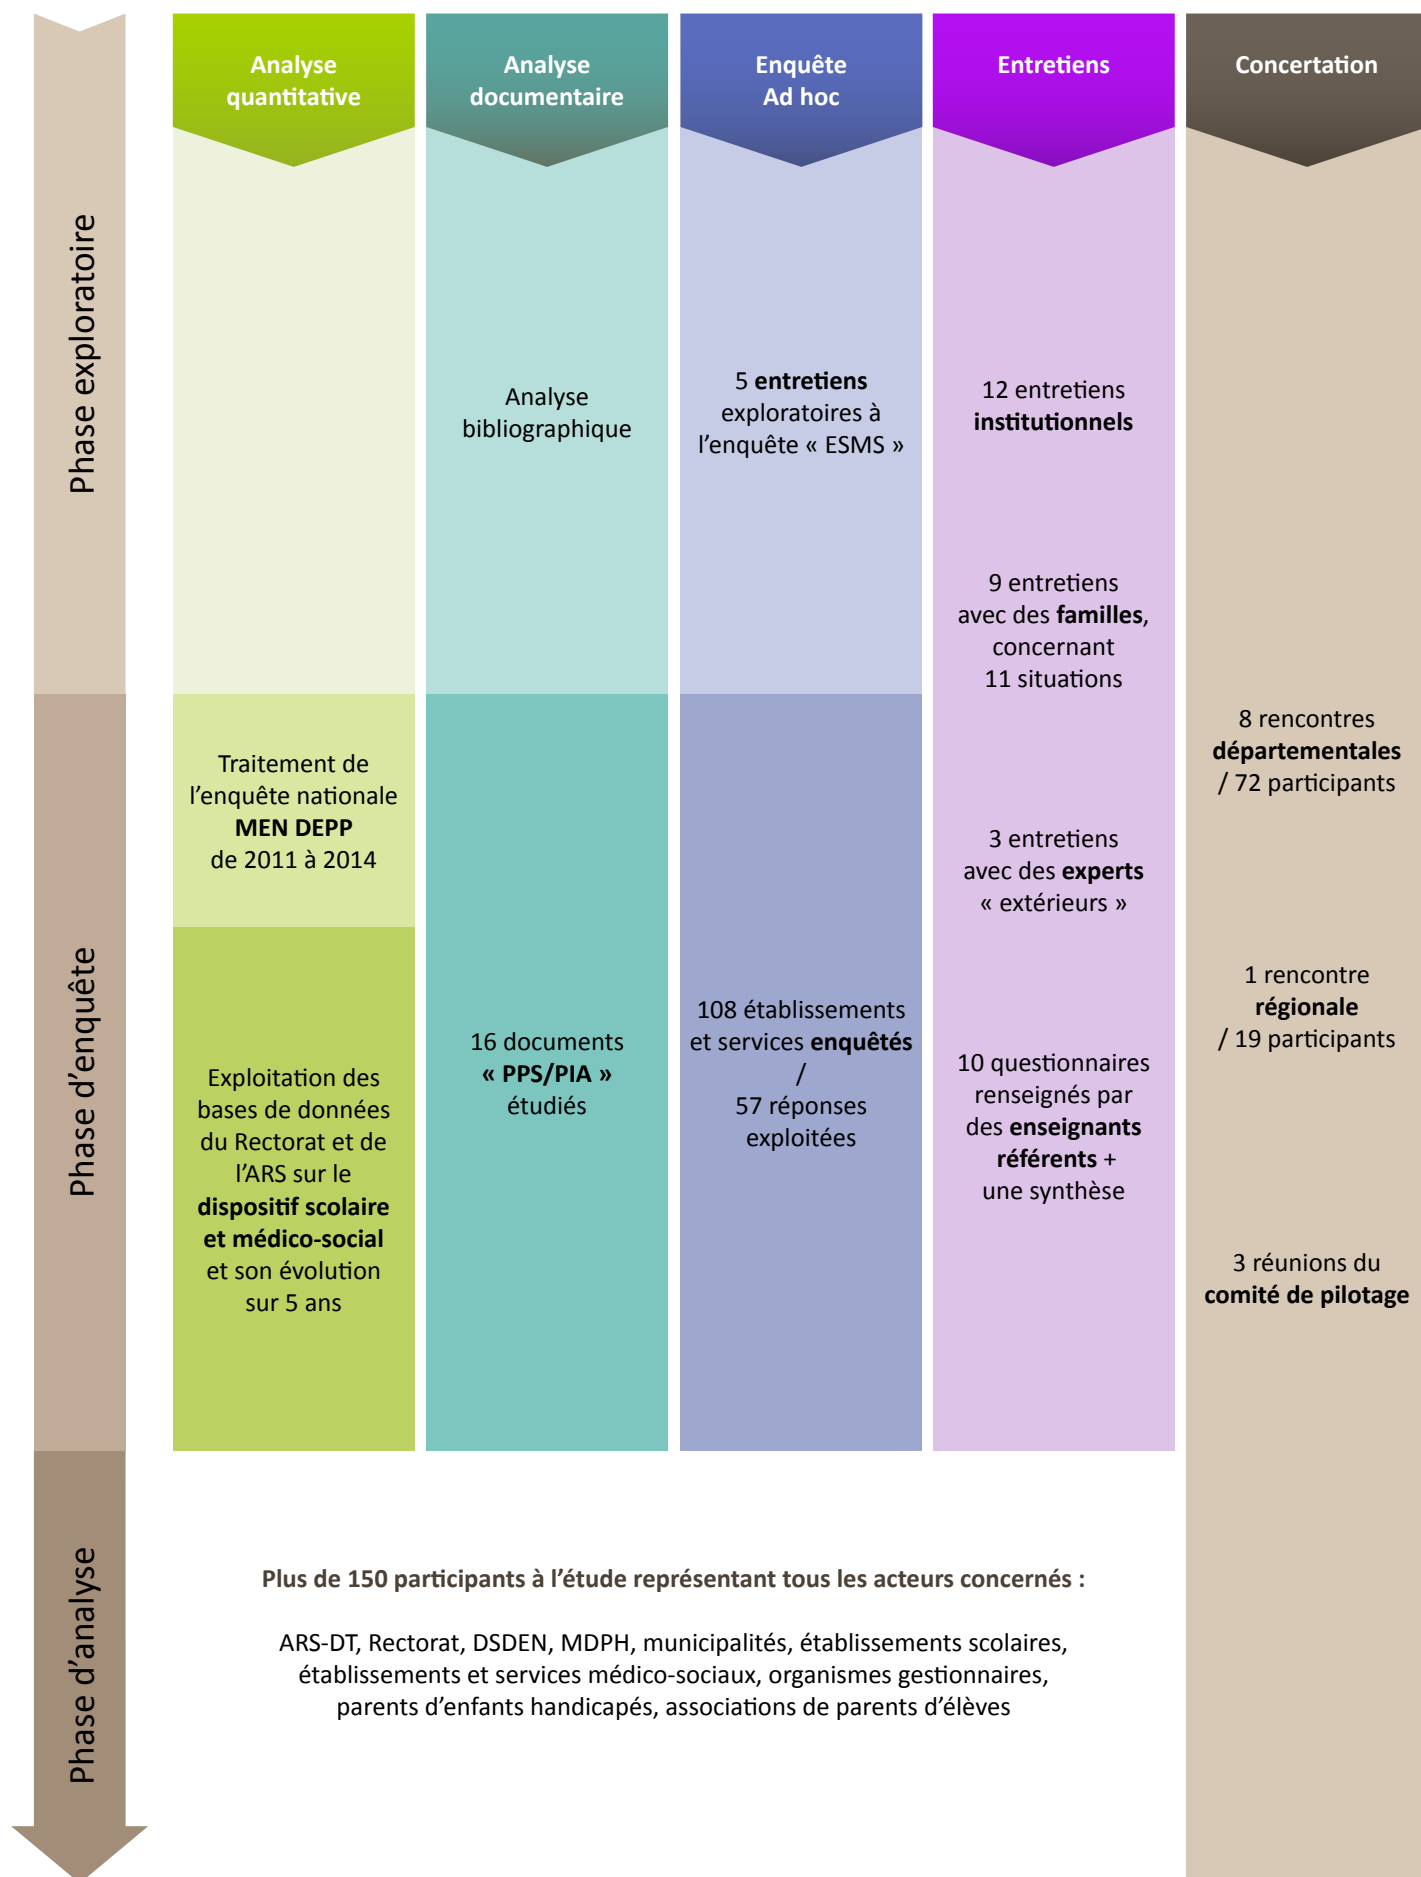 Analyse
quantitative
Analyse
documentaire
Enquête
Ad hoc
Entretiens
Concertation
Phase exploratoire
Analyse
bibliographique
5 entretiens
exploratoires à
l’enquête « ESMS »
12 entretiens
institutionnels
9 entretiens
avec des familles,
concernant
11 situations
Phase d’enquête
Traitement de
l’enquête nationale
MEN DEPP
de 2011 à 2014
Exploitation des
bases de données
du Rectorat et de
l’ARS sur le
dispositif scolaire
et médico-social
et son évolution
sur 5 ans
16 documents
« PPS/PIA »
étudiés
108 établissements
et services enquêtés
/
57 réponses
exploitées
3 entretiens
avec des experts
« extérieurs »
10 questionnaires
renseignés par
des enseignants
référents +
une synthèse
8 rencontres
départementales
/ 72 participants
1 rencontre
régionale
/ 19 participants
3 réunions du
comité de pilotage
Phase d’analyse
Plus de 150 participants à l’étude représentant tous les acteurs concernés :
ARS-DT, Rectorat, DSDEN, MDPH, municipalités, établissements scolaires,
établissements et services médico-sociaux, organismes gestionnaires,
parents d’enfants handicapés, associations de parents d’élèves